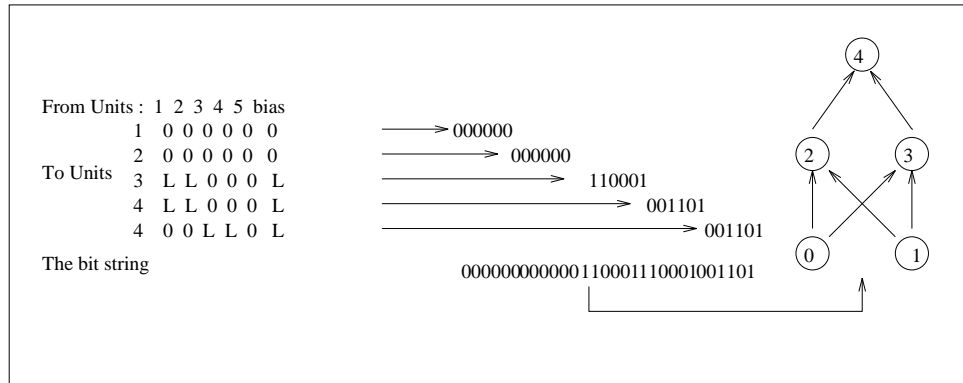 4
From Units : 1 2 3 4 5 bias
1 0 0 0 0 0 0 000000
2 0 0 0 0 0 0 000000
2 3
To Units
3 L L 0 0 0 L 110001
4 L L 0 0 0 L 001101
4 0 0 L L 0 L 001101
0 1
The bit string
000000000000110001110001001101